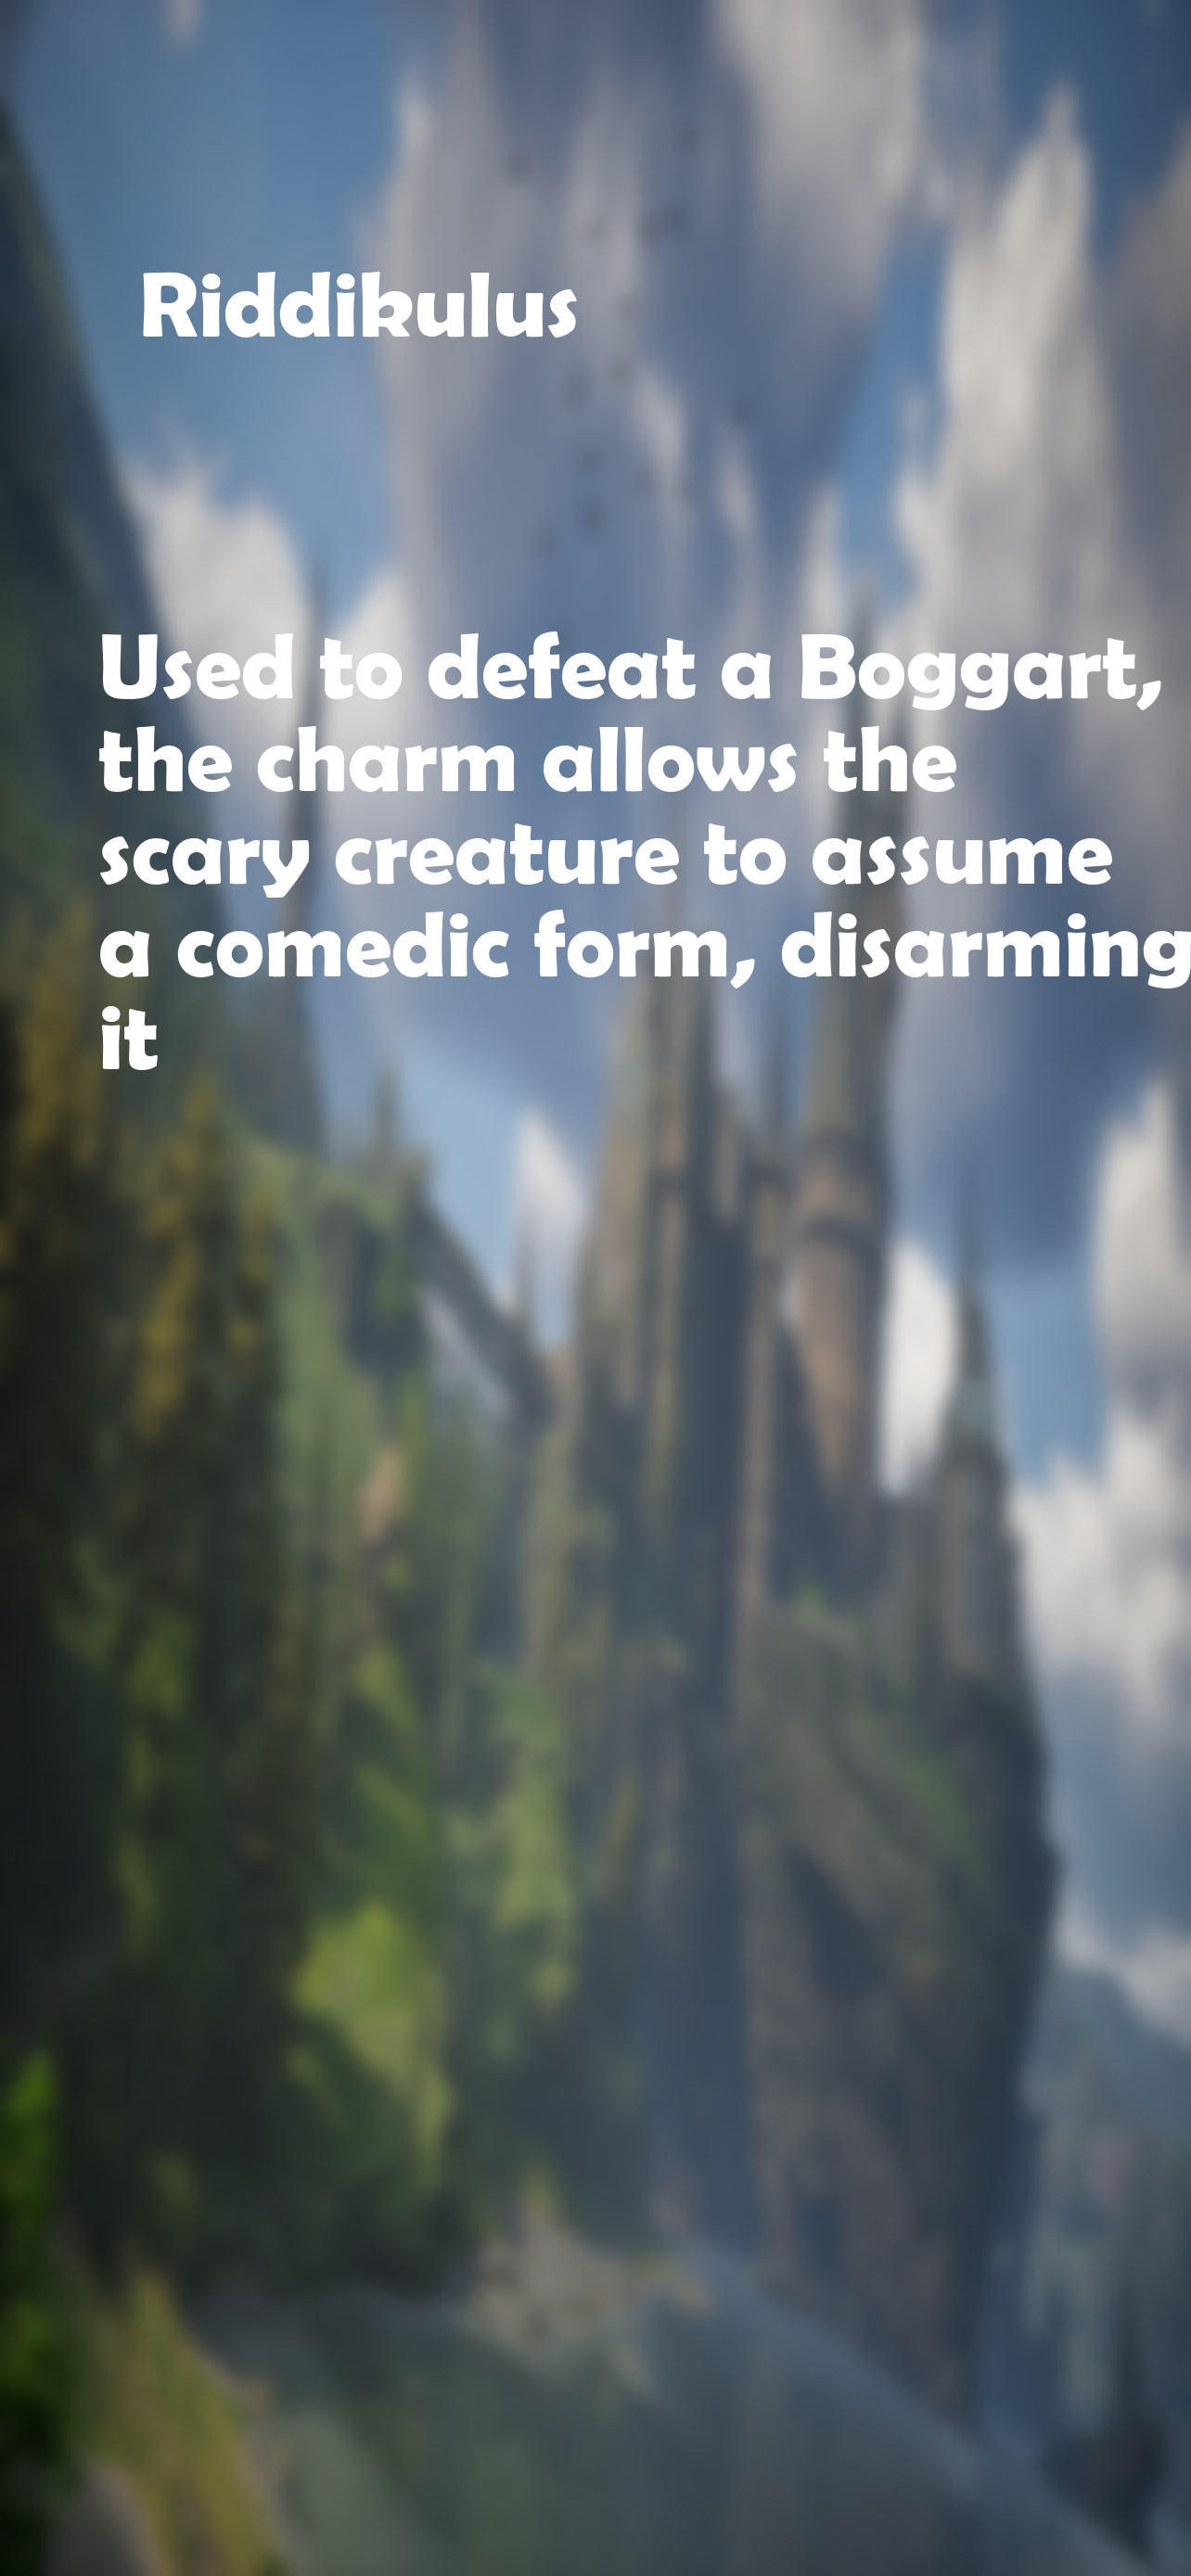 Riddikulus
Used to defeat a Boggart,
the charm allows the
scary creature to assume
a comedic form, disarming
it